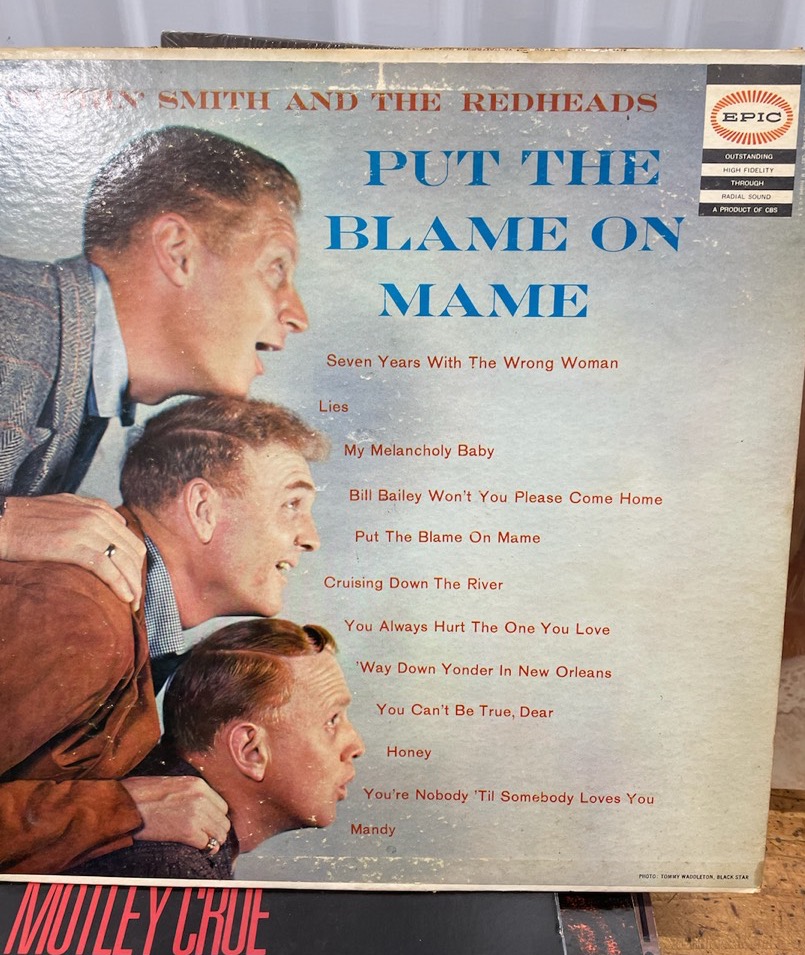 SMITH AND THE REDHEADS
EPIC
OUTSTANDING
HIGH FIDELITY
THROUGH
RADIAL SOUND
A PRODUCT OF CBS
PUT THE
BLAME ON
MAME
Seven Years With The Wrong Woman
Lies
My Melancholy Baby
Bill Bailey Won't You Please Come Home
Put The Blame On Mame
Cruising Down The River
You Always Hurt The One You Love
'Way Down Yonder In New Orleans
You Can't Be True, Dear
Honey
You're Nobody 'Til Somebody Loves You
Mandy
PHOTO: TOMMY WADDLETON, BLACK STAR
MÖTLEY CRÜE